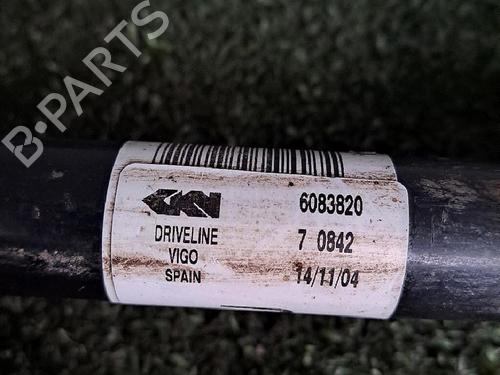 B-PARTS
GKN 6083820
DRIVELINE 7 0842
VIGO 14/11/04
SPAIN